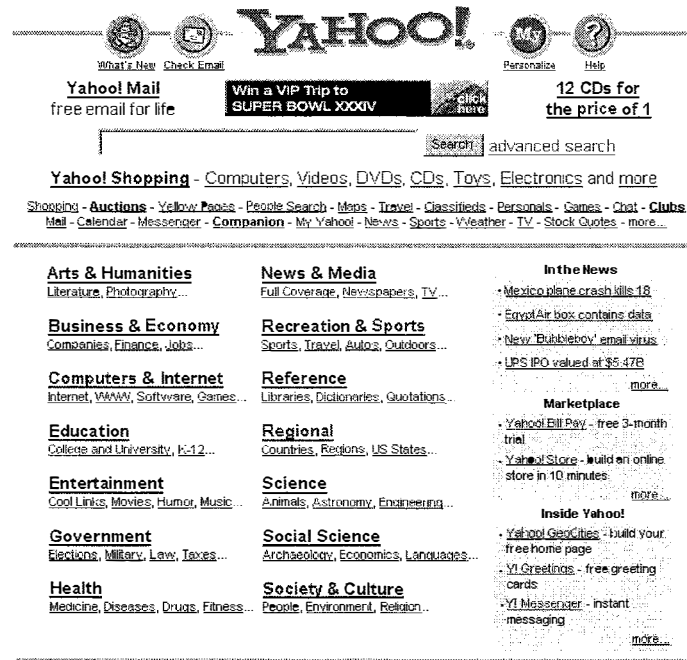 YAHOO!
My
?
What's New Check Email
Personalize Help
Yahoo! Mail
free email for life
Win a VIP Trip to
SUPER BOWL XXXIV
click
here
12 CDs for
the price of 1
Search advanced search
Yahoo! Shopping - Computers, Videos, DVDs, CDs, Toys, Electronics and more
Shopping - Auctions - Yellow Pages - People Search - Maps - Travel - Classifieds - Personals - Games - Chat - Clubs
Mail - Calendar - Messenger - Companion - My Yahoo! - News - Sports - Weather - TV - Stock Quotes - more...
Arts & Humanities
Literature, Photography...
Business & Economy
Companies, Finance, Jobs...
Computers & Internet
Internet, WWW, Software, Games...
Education
College and University, K-12...
Entertainment
Cool Links, Movies, Humor, Music...
Government
Elections, Military, Law, Taxes...
Health
Medicine, Diseases, Drugs, Fitness...
News & Media
Full Coverage, Newspapers, TV...
Recreation & Sports
Sports, Travel, Autos, Outdoors...
Reference
Libraries, Dictionaries, Quotations...
Regional
Countries, Regions, US States...
Science
Animals, Astronomy, Engineering...
Social Science
Archaeology, Economics, Languages...
Society & Culture
People, Environment, Religion...
In the News
· Mexico plane crash kills 18
· EgyptAir box contains data
· New 'Bubbleboy' email virus
· UPS IPO valued at $5.47B
more...
Marketplace
· Yahoo! Bill Pay - free 3-month
trial
· Yahoo! Store - build an online
store in 10 minutes
more...
Inside Yahoo!
· Yahoo! GeoCities - build your
free home page
· Y! Greetings - free greeting
cards
· Y! Messenger - instant
messaging
more...